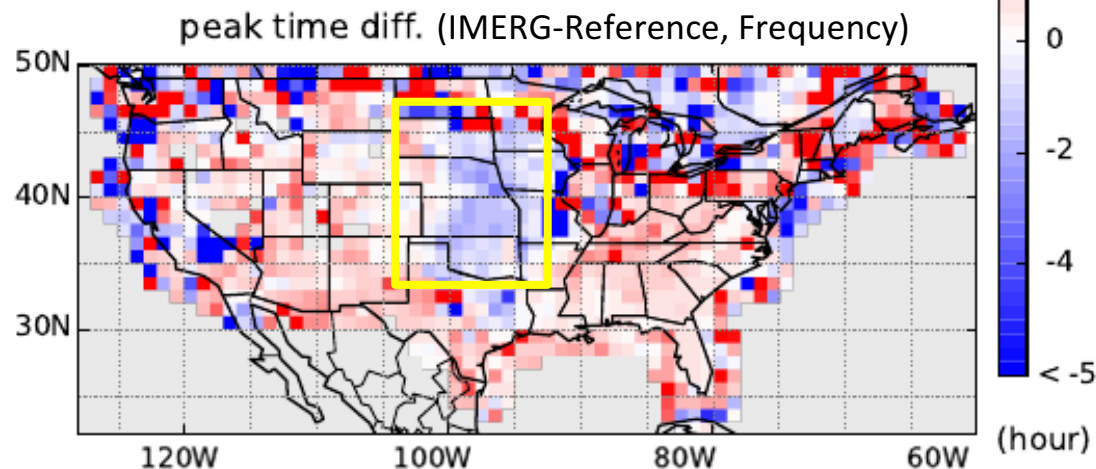 peak time diff. (IMERG-Reference, Frequency)
50N
40N
30N
120W 100W 80W 60W
0
-2
-4
< -5
(hour)